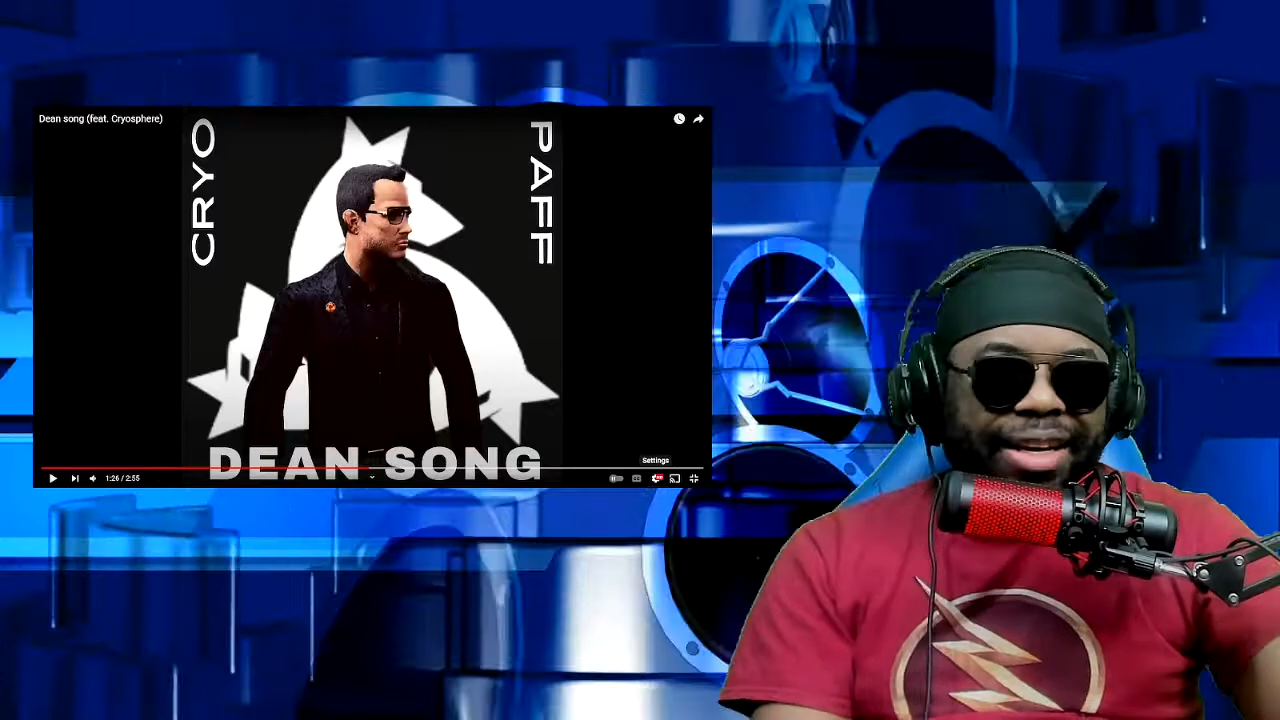 Dean song (feat. Cryosphere)
CRYO
PAFF
DEAN SONG
Settings
1:26 / 2:55